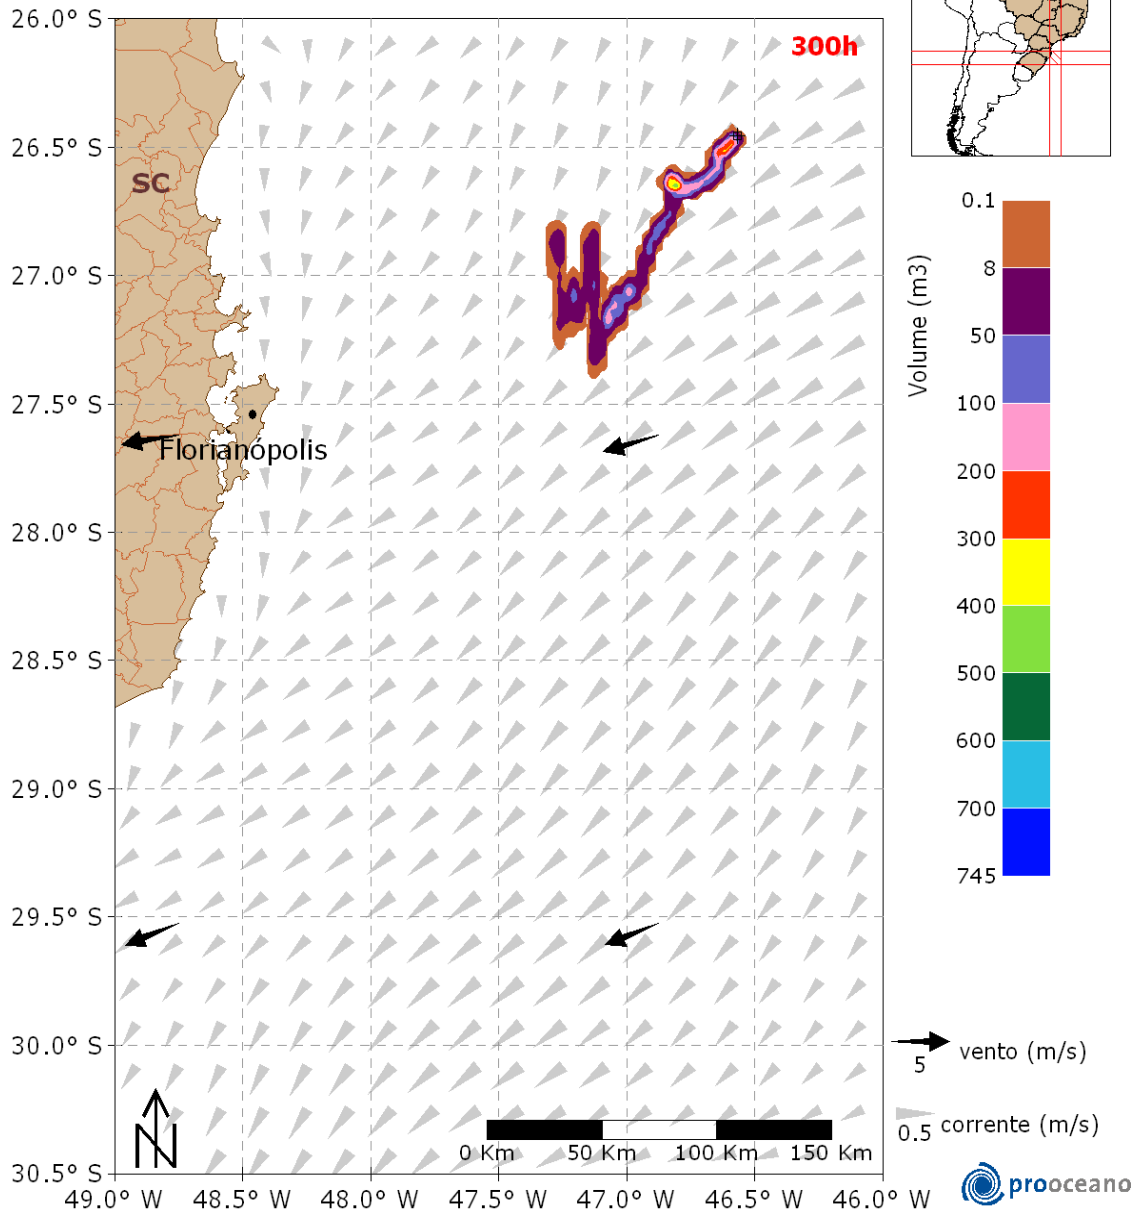 26.0° S
300h
26.5° S
SC
27.0° S
27.5° S
Florianópolis
28.0° S
28.5° S
29.0° S
29.5° S
30.0° S
30.5° S
49.0° W
48.5° W
48.0° W
47.5° W
47.0° W
46.5° W
46.0° W
N
0 Km
50 Km
100 Km
150 Km
Volume (m3)
0.1
8
50
100
200
300
400
500
600
700
745
5
vento (m/s)
0.5
corrente (m/s)
prooceano